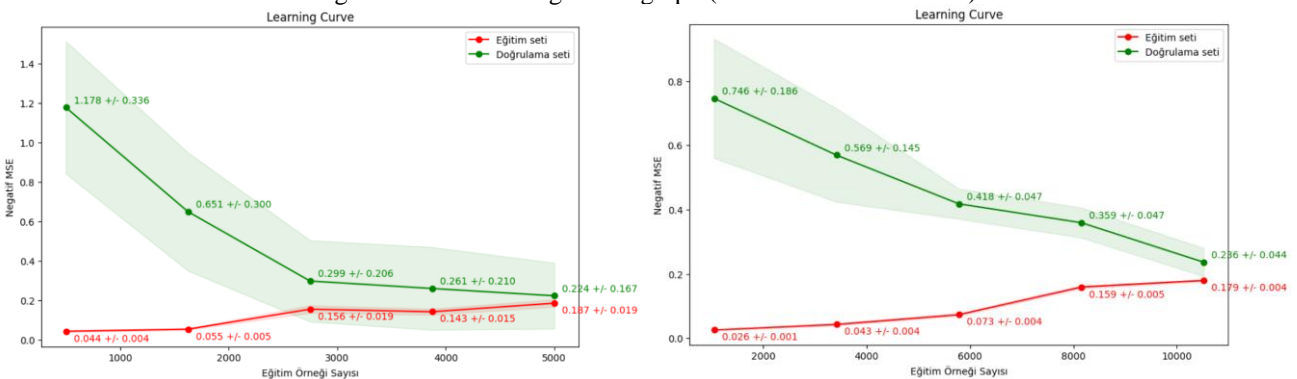 Learning Curve
Eğitim seti
Doğrulama seti
1.4
1.2
1.0
0.8
0.6
0.4
0.2
0.0
Negatif MSE
1.178 +/- 0.336
0.651 +/- 0.300
0.299 +/- 0.206
0.261 +/- 0.210
0.224 +/- 0.167
0.044 +/- 0.004
0.055 +/- 0.005
0.156 +/- 0.019
0.143 +/- 0.015
0.187 +/- 0.019
1000
2000
3000
4000
5000
Eğitim Örneği Sayısı
Learning Curve
Eğitim seti
Doğrulama seti
0.8
0.6
0.4
0.2
0.0
Negatif MSE
0.746 +/- 0.186
0.569 +/- 0.145
0.418 +/- 0.047
0.359 +/- 0.047
0.236 +/- 0.044
0.026 +/- 0.001
0.043 +/- 0.004
0.073 +/- 0.004
0.159 +/- 0.005
0.179 +/- 0.004
2000
4000
6000
8000
10000
Eğitim Örneği Sayısı